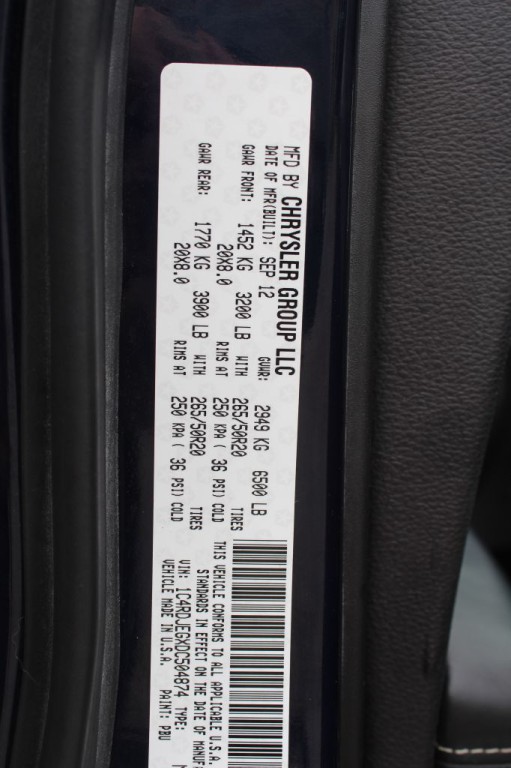 MFD BY CHRYSLER GROUP LLC
DATE OF MFR(BUILT): SEP 12 GVWR: 2949 KG 6500 LB
GAWR FRONT: 1452 KG 3200 LB WITH 265/50R20 TIRES
20X8.0 RIMS AT 250 KPA ( 36 PSI) COLD
GAWR REAR: 1770 KG 3900 LB WITH 265/50R20 TIRES
20X8.0 RIMS AT 250 KPA ( 36 PSI) COLD
THIS VEHICLE CONFORMS TO ALL APPLICABLE U.S.A.
STANDARDS IN EFFECT ON THE DATE OF MANUF
VIN: 1C4RDJEGXDC504874 TYPE:
VEHICLE MADE IN U.S.A. PAINT: PBU